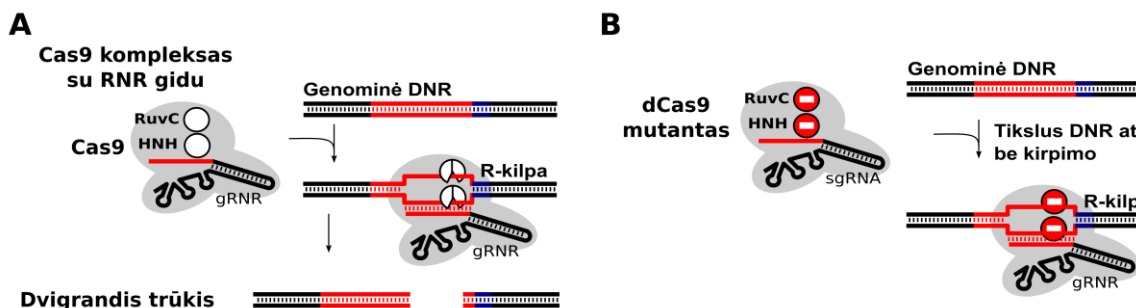 A
Cas9 kompleksas
su RNR gidu
Genominė DNR
RuvC
HNH
Cas9
gRNR
R-kilpa
gRNR
Dvigrandis trūkis
B
Genominė DNR
RuvC
HNH
dCas9
mutantas
sgRNA
Tikslus DNR at
be kirpimo
R-kilp
gRNR